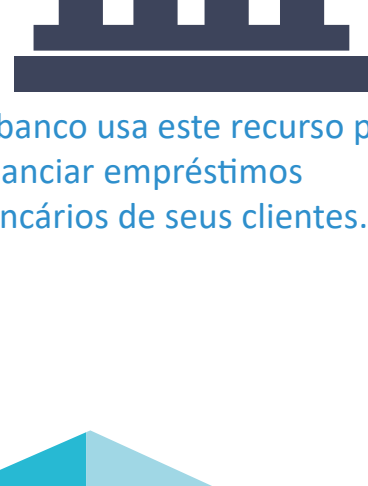 banco usa este recurso p
anciar empréstimos
ncários de seus clientes.